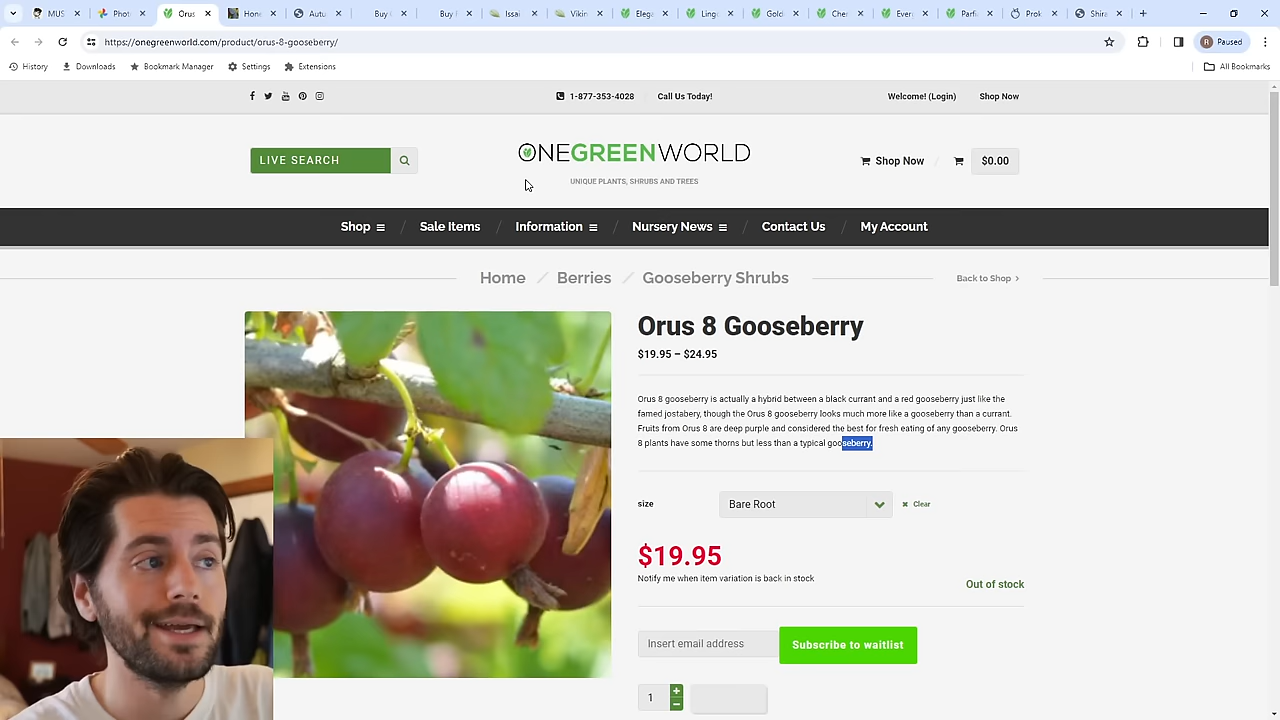 MUS
Phot
Orus
Hone
Autu
Buy
Buy
Issai
Vikin
Eleg
Long
Gold
Che
Ever
Parfi
Prok
Shira
https://onegreenworld.com/product/orus-8-gooseberry/
R Paused
History Downloads Bookmark Manager Settings Extensions All Bookmarks
1-877-353-4028 Call Us Today! Welcome! (Login) Shop Now
LIVE SEARCH
ONEGREENWORLD
UNIQUE PLANTS, SHRUBS AND TREES
Shop Now / $0.00
Shop / Sale Items / Information / Nursery News / Contact Us / My Account
Home / Berries / Gooseberry Shrubs
Back to Shop
Orus 8 Gooseberry
$19.95 – $24.95
Orus 8 gooseberry is actually a hybrid between a black currant and a red gooseberry just like the
famed jostabery, though the Orus 8 gooseberry looks much more like a gooseberry than a currant.
Fruits from Orus 8 are deep purple and considered the best for fresh eating of any gooseberry. Orus
8 plants have some thorns but less than a typical gooseberry.
size Bare Root Clear
$19.95
Notify me when item variation is back in stock
Out of stock
Insert email address Subscribe to waitlist
1 + −